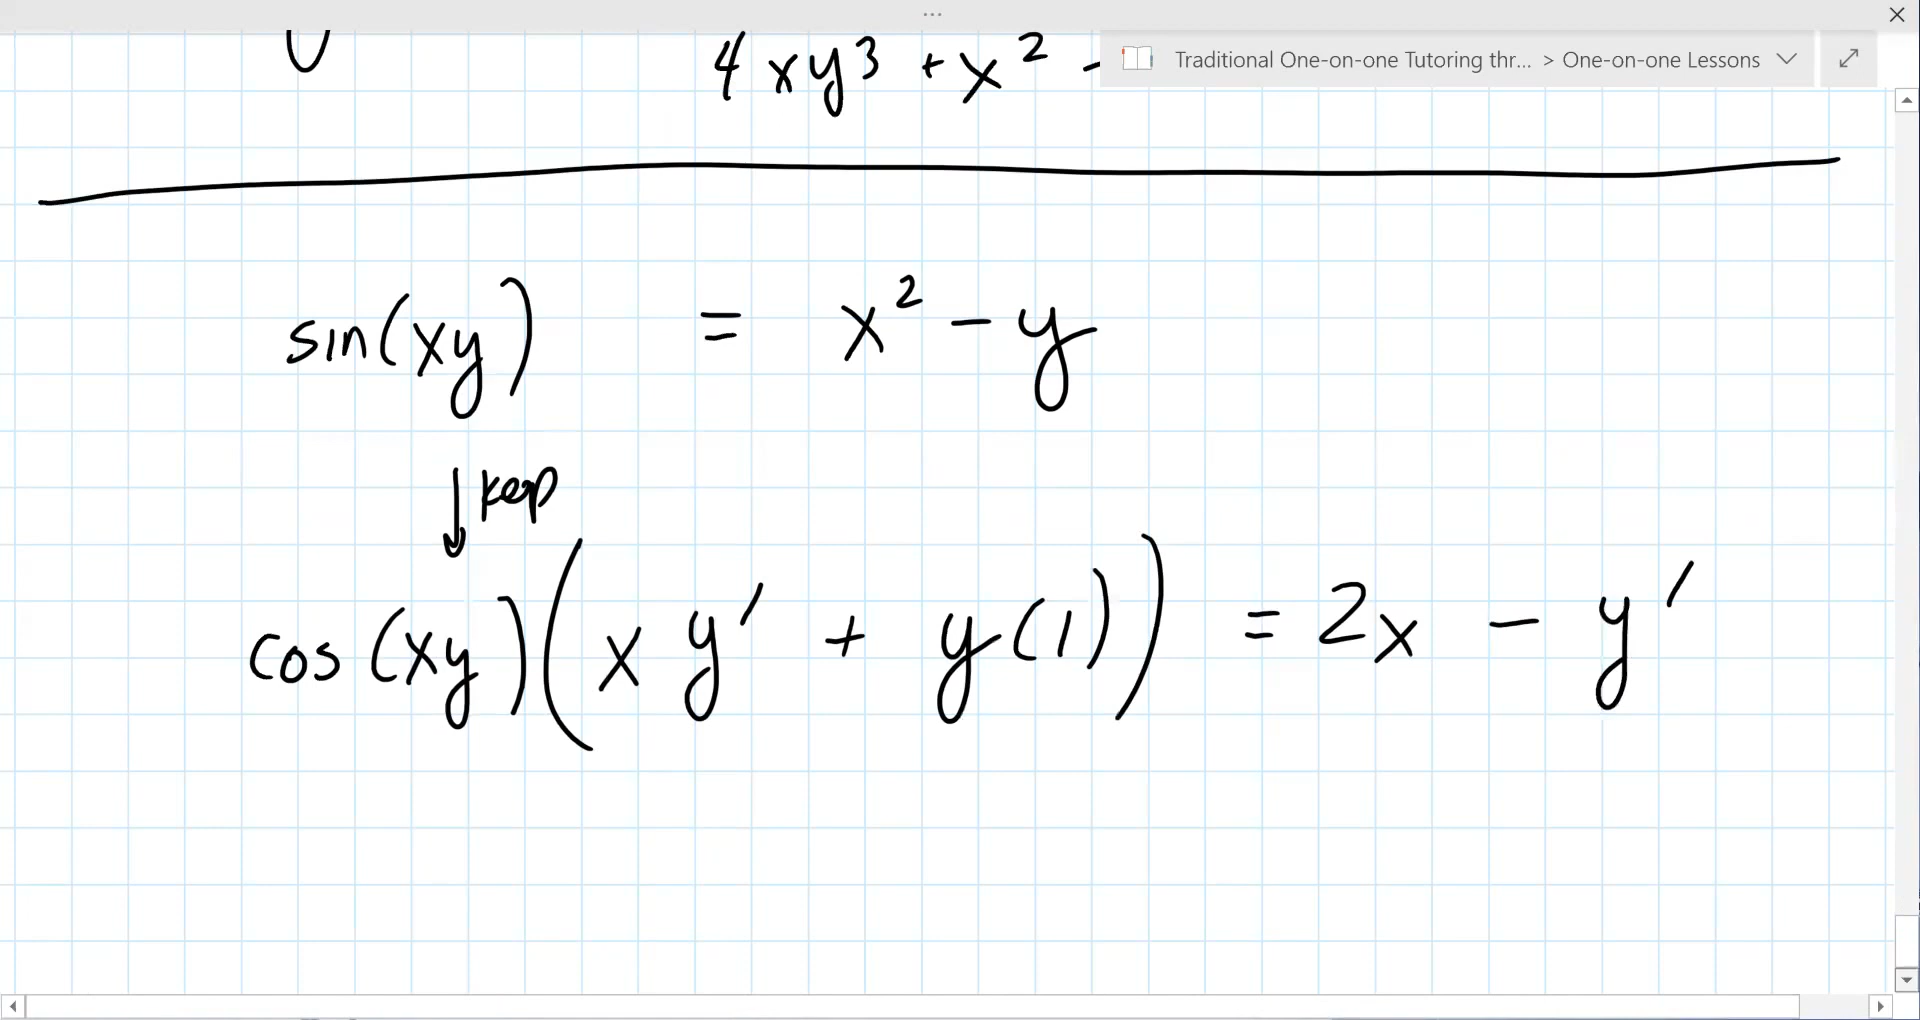 ...
Traditional One-on-one Tutoring thr... > One-on-one Lessons
4xy³ + x² -
sin(xy) = x² - y
↓ keep
cos(xy)(x y' + y(1)) = 2x - y'